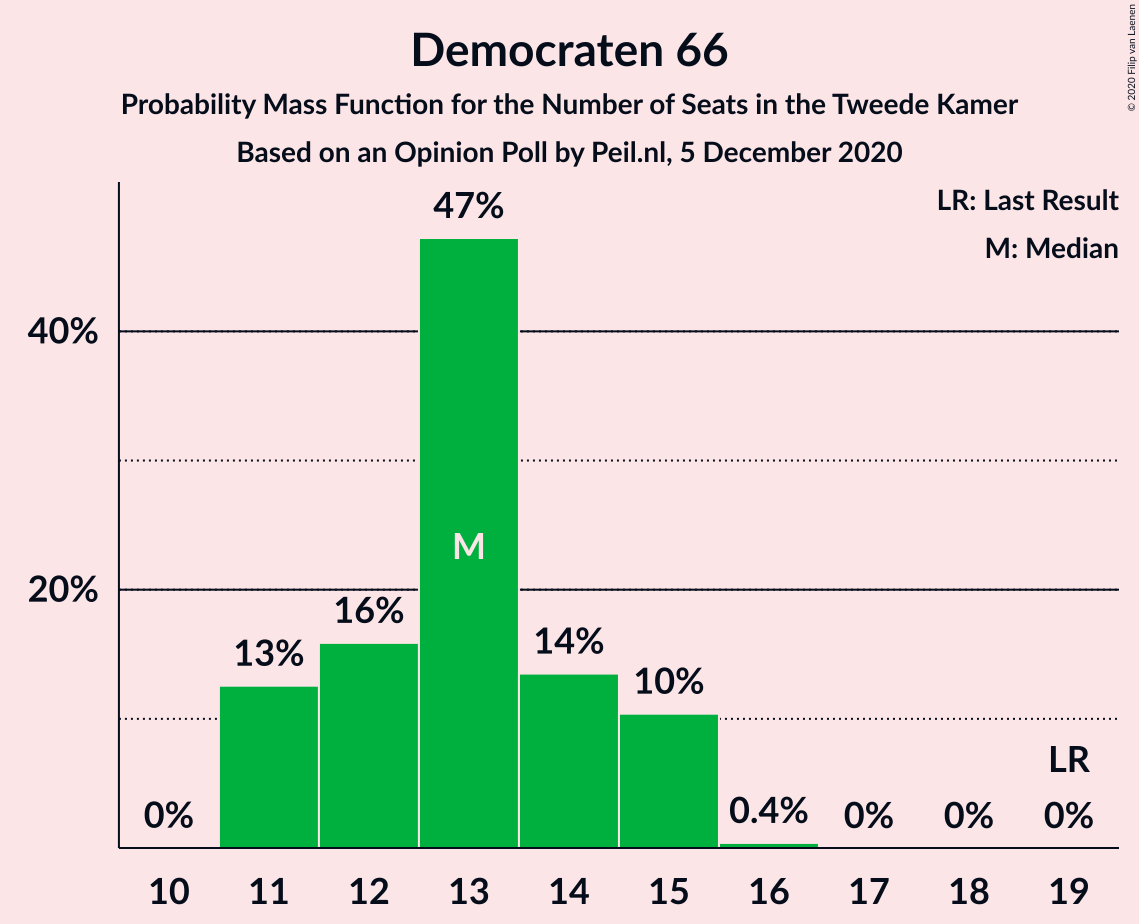 Democraten 66
Probability Mass Function for the Number of Seats in the Tweede Kamer
Based on an Opinion Poll by Peil.nl, 5 December 2020
© 2020 Filip van Laenen
LR: Last Result
M: Median
40%
20%
0%
13%
16%
47%
M
14%
10%
0.4%
0%
0%
LR
0%
10 11 12 13 14 15 16 17 18 19